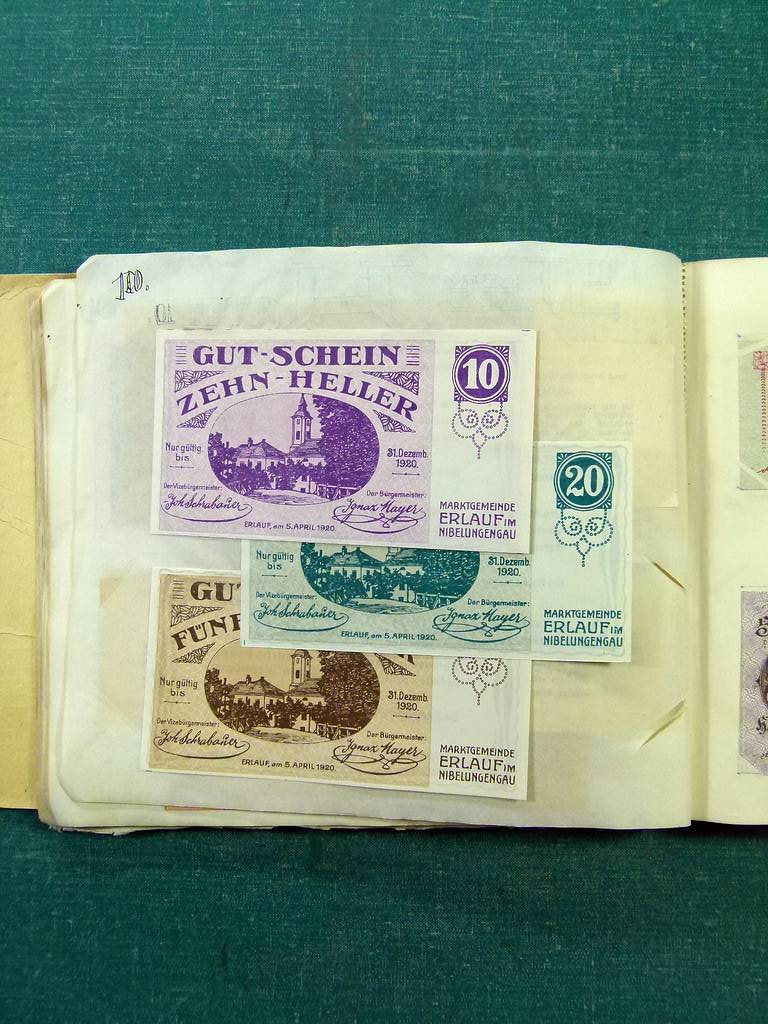 10.
GUT-SCHEIN
ZEHN-HELLER
10
Nur gültig
bis
31. Dezemb.
1920.
Der Vizebürgermeister:
Joh Schrabauer
Der Bürgermeister:
Ignaz Mayer
ERLAUF, am 5. APRIL 1920.
MARKTGEMEINDE
ERLAUF IM
NIBELUNGENGAU
20
Nur gültig
bis
31. Dezemb.
1920.
Der Vizebürgermeister:
Joh Schrabauer
Der Bürgermeister:
Ignaz Mayer
ERLAUF, am 5. APRIL 1920.
MARKTGEMEINDE
ERLAUF IM
NIBELUNGENGAU
GU
FÜNF
Nur gültig
bis
31. Dezemb.
1920.
Der Vizebürgermeister:
Joh Schrabauer
Der Bürgermeister:
Ignaz Mayer
ERLAUF, am 5. APRIL 1920.
MARKTGEMEINDE
ERLAUF IM
NIBELUNGENGAU